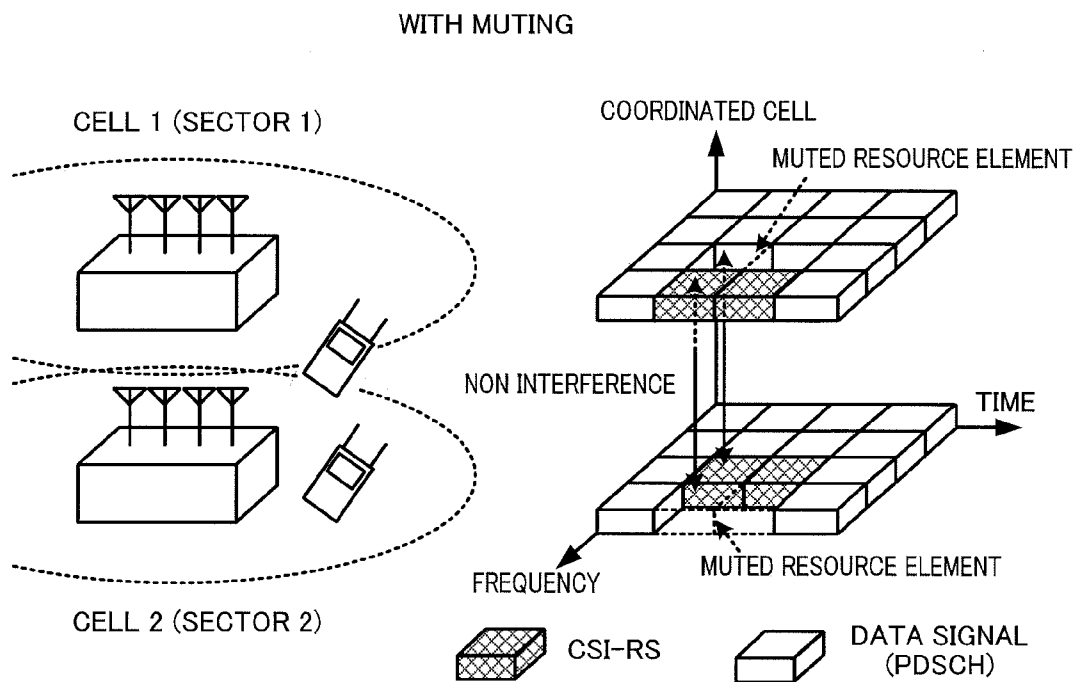 WITH MUTING
CELL 1 (SECTOR 1)
COORDINATED CELL
MUTED RESOURCE ELEMENT
NON INTERFERENCE
TIME
FREQUENCY
MUTED RESOURCE ELEMENT
CELL 2 (SECTOR 2)
CSI-RS
DATA SIGNAL
(PDSCH)